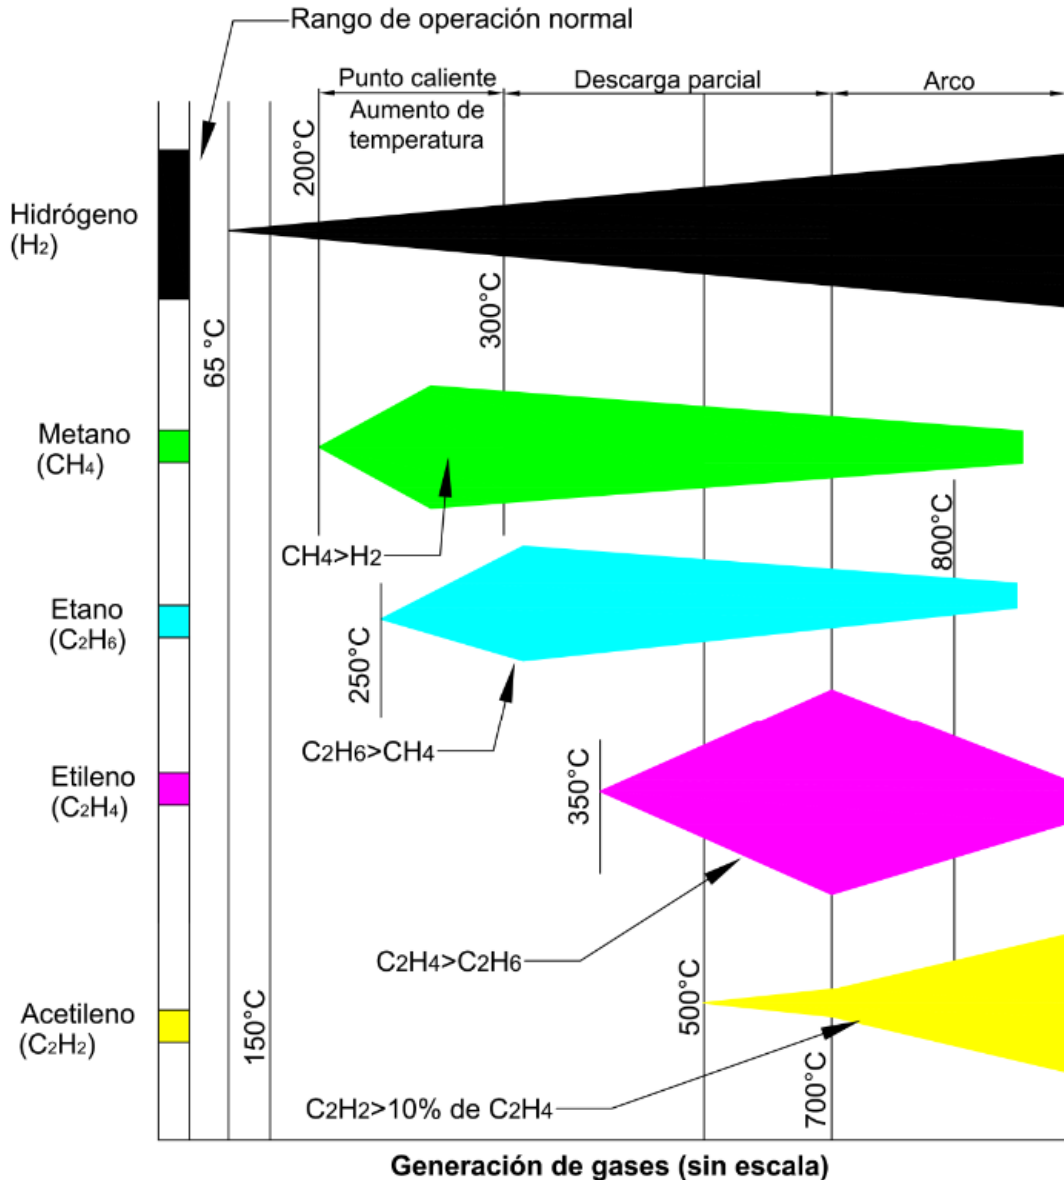 Rango de operación normal
Punto caliente
Descarga parcial
Arco
Aumento de
temperatura
200°C
Hidrógeno
(H2)
300°C
65 °C
Metano
(CH4)
800°C
CH4>H2
Etano
(C2H6)
250°C
C2H6>CH4
Etileno
(C2H4)
350°C
C2H4>C2H6
500°C
Acetileno
(C2H2)
150°C
700°C
C2H2>10% de C2H4
Generación de gases (sin escala)